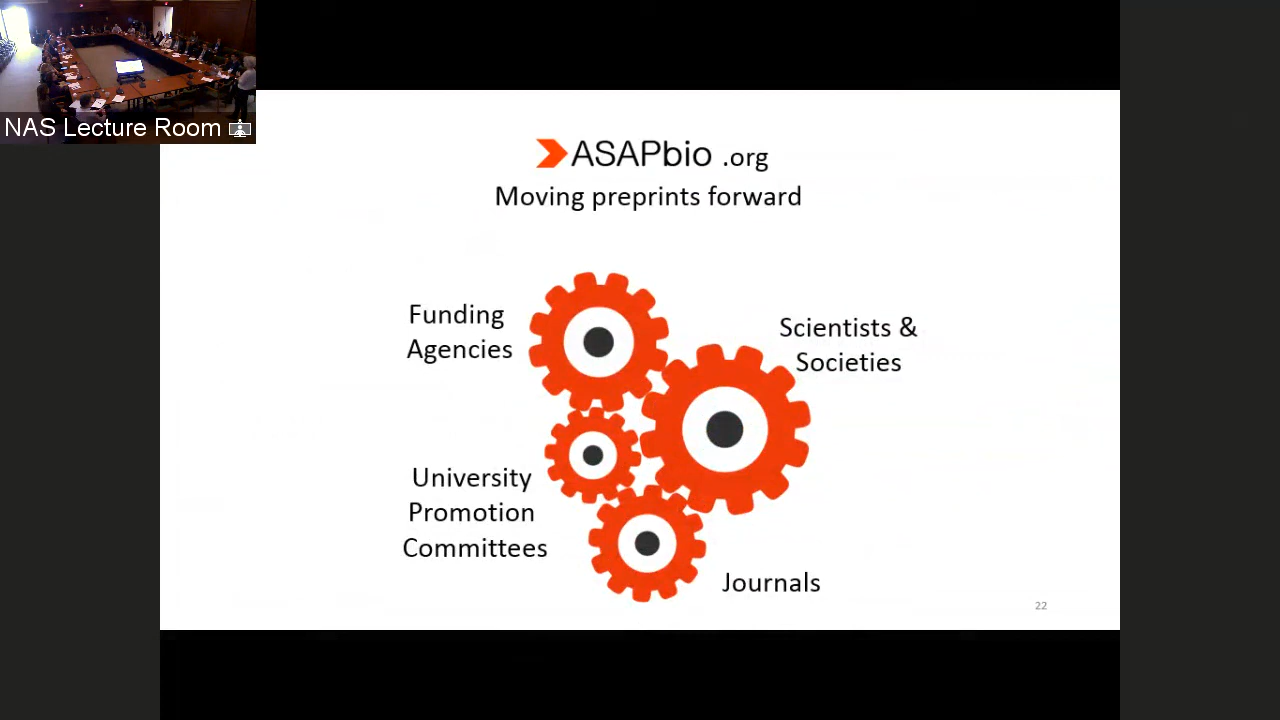 NAS Lecture Room
ASAPbio .org
Moving preprints forward
Funding
Agencies
Scientists &
Societies
University
Promotion
Committees
Journals
22